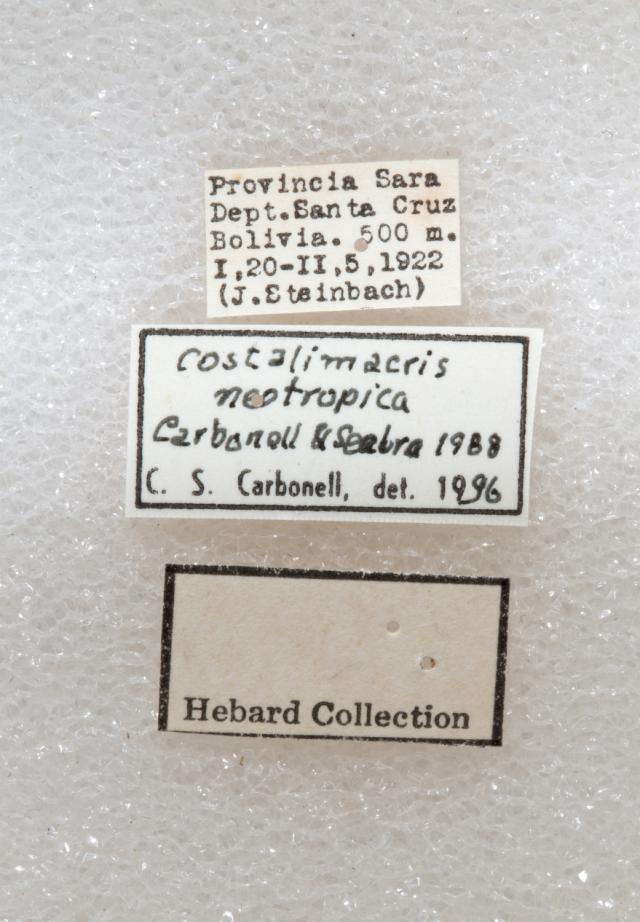 Provincia Sara
Dept.Santa Cruz
Bolivia. 500 m.
I,20-II,5,1922
(J.Steinbach)
Costalimacris
neotropica
Carbonell & Seabra 1988
C. S. Carbonell, det. 1996
Hebard Collection